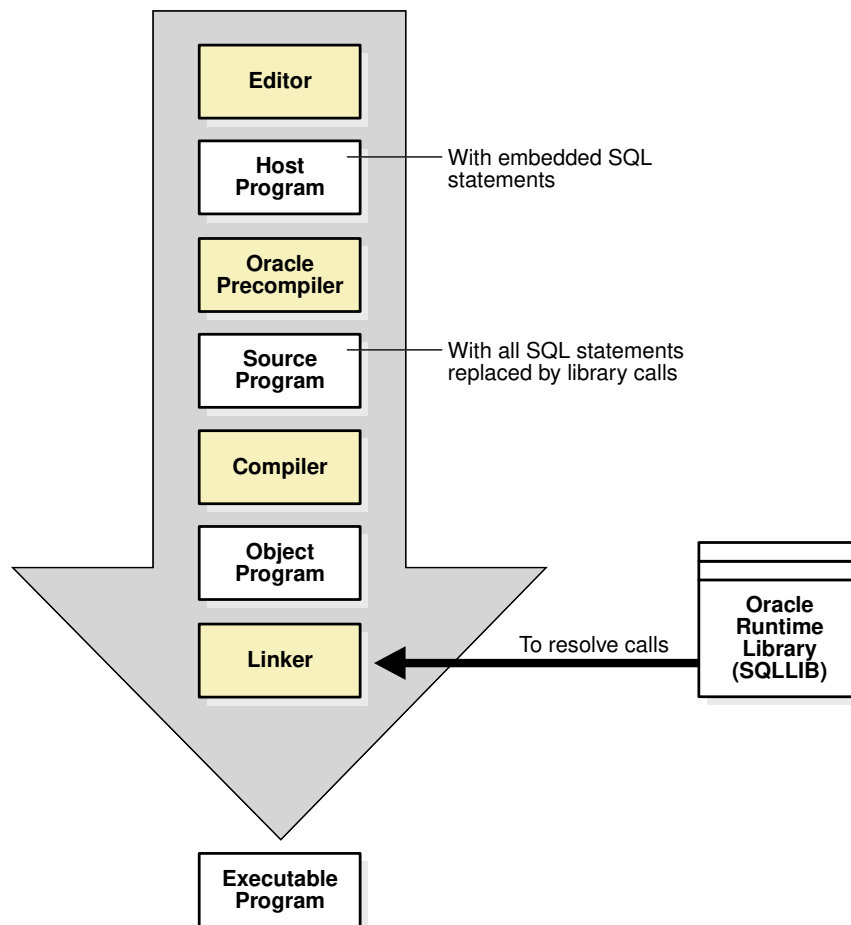 Editor
Host
Program
With embedded SQL
statements
Oracle
Precompiler
Source
Program
With all SQL statements
replaced by library calls
Compiler
Object
Program
Linker
To resolve calls
Oracle
Runtime
Library
(SQLLIB)
Executable
Program